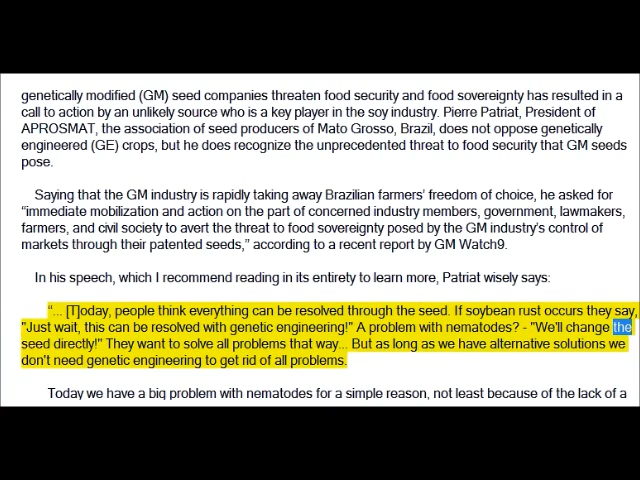 genetically modified (GM) seed companies threaten food security and food sovereignty has resulted in a
call to action by an unlikely source who is a key player in the soy industry. Pierre Patriat, President of
APROSMAT, the association of seed producers of Mato Grosso, Brazil, does not oppose genetically
engineered (GE) crops, but he does recognize the unprecedented threat to food security that GM seeds
pose.
Saying that the GM industry is rapidly taking away Brazilian farmers' freedom of choice, he asked for
“immediate mobilization and action on the part of concerned industry members, government, lawmakers,
farmers, and civil society to avert the threat to food sovereignty posed by the GM industry's control of
markets through their patented seeds,” according to a recent report by GM Watch9.
In his speech, which I recommend reading in its entirety to learn more, Patriat wisely says:
“... [T]oday, people think everything can be resolved through the seed. If soybean rust occurs they say,
"Just wait, this can be resolved with genetic engineering!" A problem with nematodes? - "We'll change the
seed directly!" They want to solve all problems that way... But as long as we have alternative solutions we
don't need genetic engineering to get rid of all problems.
Today we have a big problem with nematodes for a simple reason, not least because of the lack of a